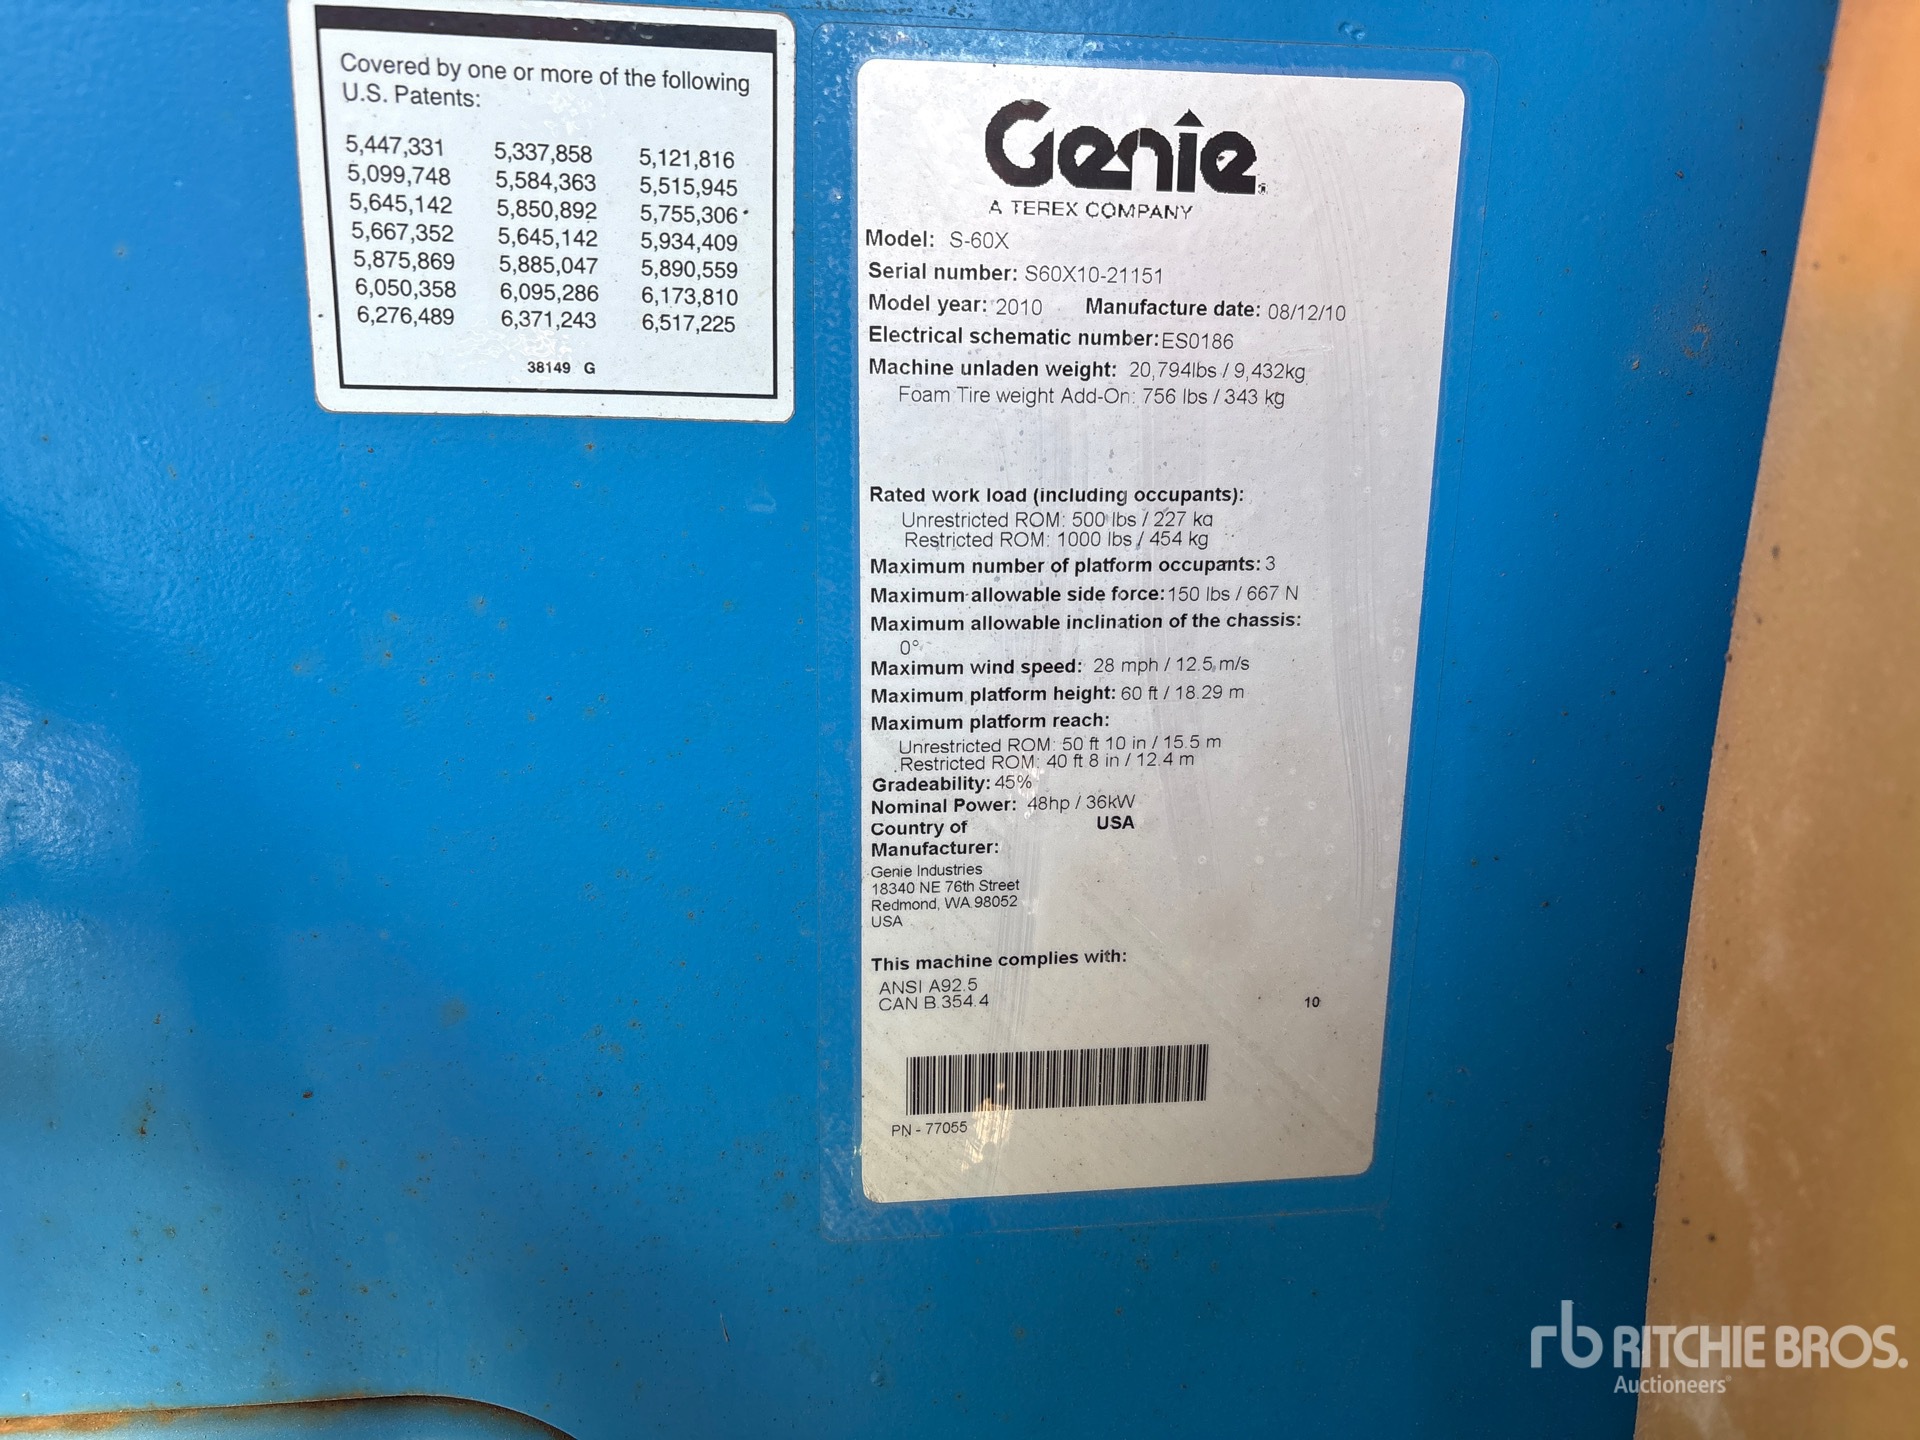 Covered by one or more of the following
U.S. Patents:
5,447,331 5,337,858 5,121,816
5,099,748 5,584,363 5,515,945
5,645,142 5,850,892 5,755,306
5,667,352 5,645,142 5,934,409
5,875,869 5,885,047 5,890,559
6,050,358 6,095,286 6,173,810
6,276,489 6,371,243 6,517,225
38149 G
Genie
A TEREX COMPANY
Model: S-60X
Serial number: S60X10-21151
Model year: 2010 Manufacture date: 08/12/10
Electrical schematic number: ES0186
Machine unladen weight: 20,794lbs / 9,432kg
Foam Tire weight Add-On: 756 lbs / 343 kg
Rated work load (including occupants):
Unrestricted ROM: 500 lbs / 227 kg
Restricted ROM: 1000 lbs / 454 kg
Maximum number of platform occupants: 3
Maximum allowable side force: 150 lbs / 667 N
Maximum allowable inclination of the chassis:
0°
Maximum wind speed: 28 mph / 12.5 m/s
Maximum platform height: 60 ft / 18.29 m
Maximum platform reach:
Unrestricted ROM: 50 ft 10 in / 15.5 m
Restricted ROM: 40 ft 8 in / 12.4 m
Gradeability: 45%
Nominal Power: 48hp / 36kW
Country of USA
Manufacturer:
Genie Industries
18340 NE 76th Street
Redmond, WA 98052
USA
This machine complies with:
ANSI A92.5
CAN B 354.4
10
PN - 77055
rb RITCHIE BROS.
Auctioneers